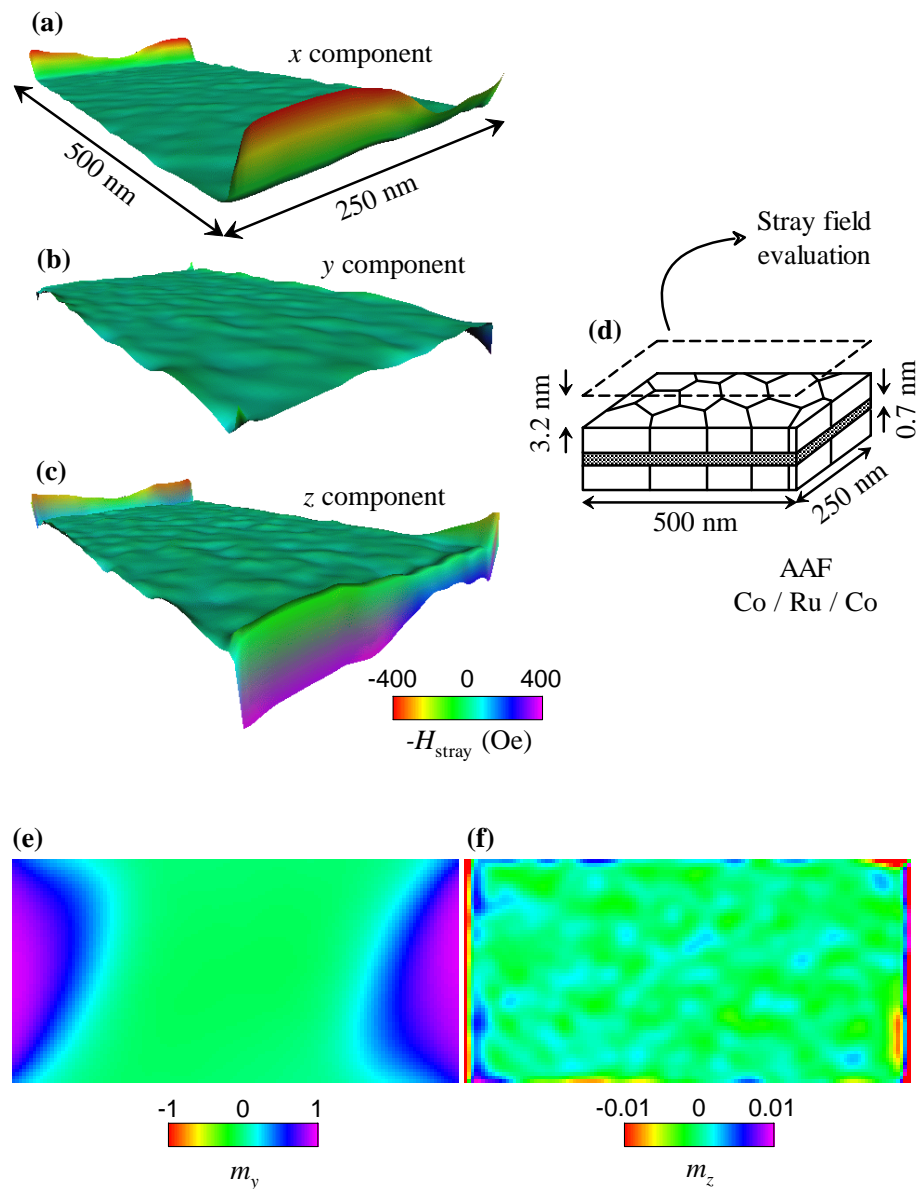 (a)
x component
500 nm
250 nm
(b)
y component
Stray field
evaluation
(d)
3.2 nm
0.7 nm
500 nm
250 nm
AAF
Co / Ru / Co
(c)
z component
-400 0 400
-Hstray (Oe)
(e)
(f)
-1 0 1
my
-0.01 0 0.01
mz